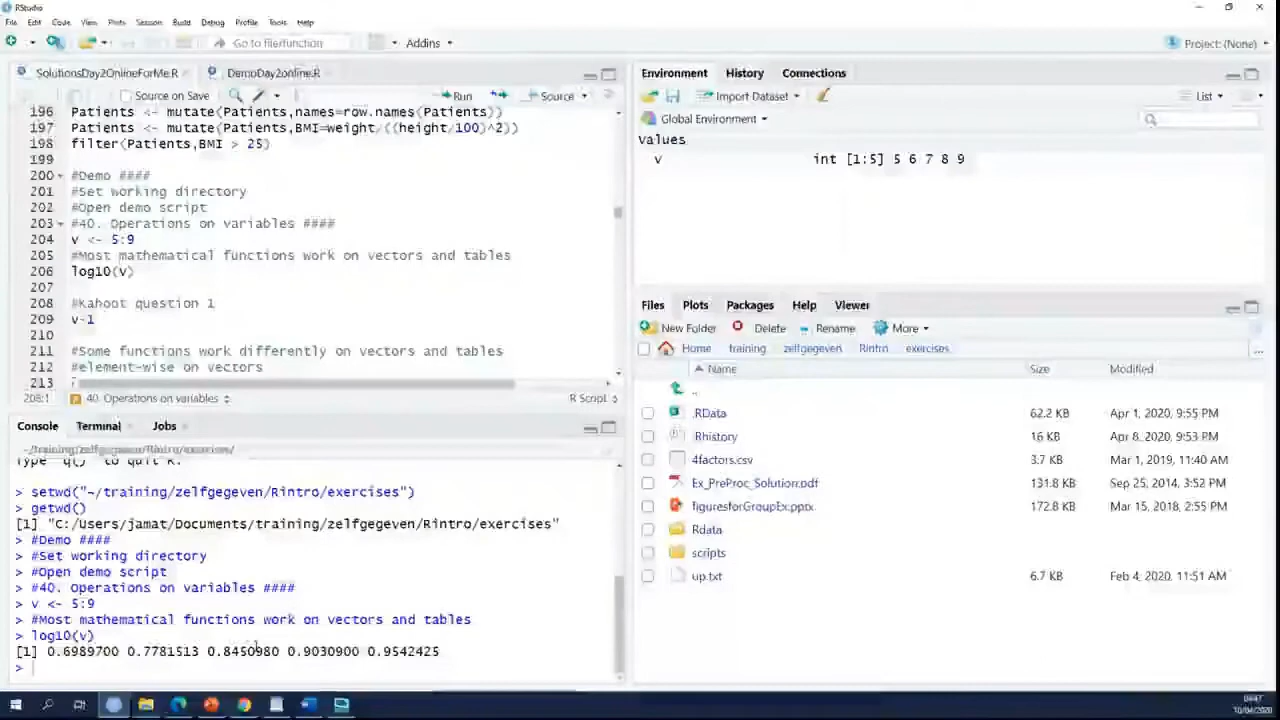 RStudio
File Edit Code View Plots Session Build Debug Profile Tools Help
Go to file/function Addins Project: (None)
SolutionsDay2OnlineForMe.R DemoDay2online.R
Source on Save Run Source
196 Patients <- mutate(Patients,names=row.names(Patients))
197 Patients <- mutate(Patients,BMI=weight/((height/100)^2))
198 filter(Patients,BMI > 25)
199
200 #Demo ####
201 #Set working directory
202 #Open demo script
203 #40. Operations on variables ####
204 v <- 5:9
205 #Most mathematical functions work on vectors and tables
206 log10(v)
207
208 #Kahoot question 1
209 v-1
210
211 #Some functions work differently on vectors and tables
212 #element-wise on vectors
213
208:1 40. Operations on variables R Script
Console Terminal Jobs
~/training/zelfgegeven/Rintro/exercises/
Type 'q()' to quit R.
> setwd("~/training/zelfgegeven/Rintro/exercises")
> getwd()
[1] "C:/Users/jamat/Documents/training/zelfgegeven/Rintro/exercises"
> #Demo ####
> #Set working directory
> #Open demo script
> #40. Operations on variables ####
> v <- 5:9
> #Most mathematical functions work on vectors and tables
> log10(v)
[1] 0.6989700 0.7781513 0.8450980 0.9030900 0.9542425
>
Environment History Connections
Import Dataset List
Global Environment
Values
v int [1:5] 5 6 7 8 9
Files Plots Packages Help Viewer
New Folder Delete Rename More
Home training zelfgegeven Rintro exercises ...
Name Size Modified
..
.RData 62.2 KB Apr 1, 2020, 9:55 PM
.Rhistory 16 KB Apr 8, 2020, 9:53 PM
4factors.csv 3.7 KB Mar 1, 2019, 11:40 AM
Ex_PreProc_Solution.pdf 131.8 KB Sep 25, 2014, 3:52 PM
figuresforGroupEx.pptx 172.8 KB Mar 15, 2018, 2:55 PM
Rdata
scripts
up.txt 6.7 KB Feb 4, 2020, 11:51 AM
10/04/2020